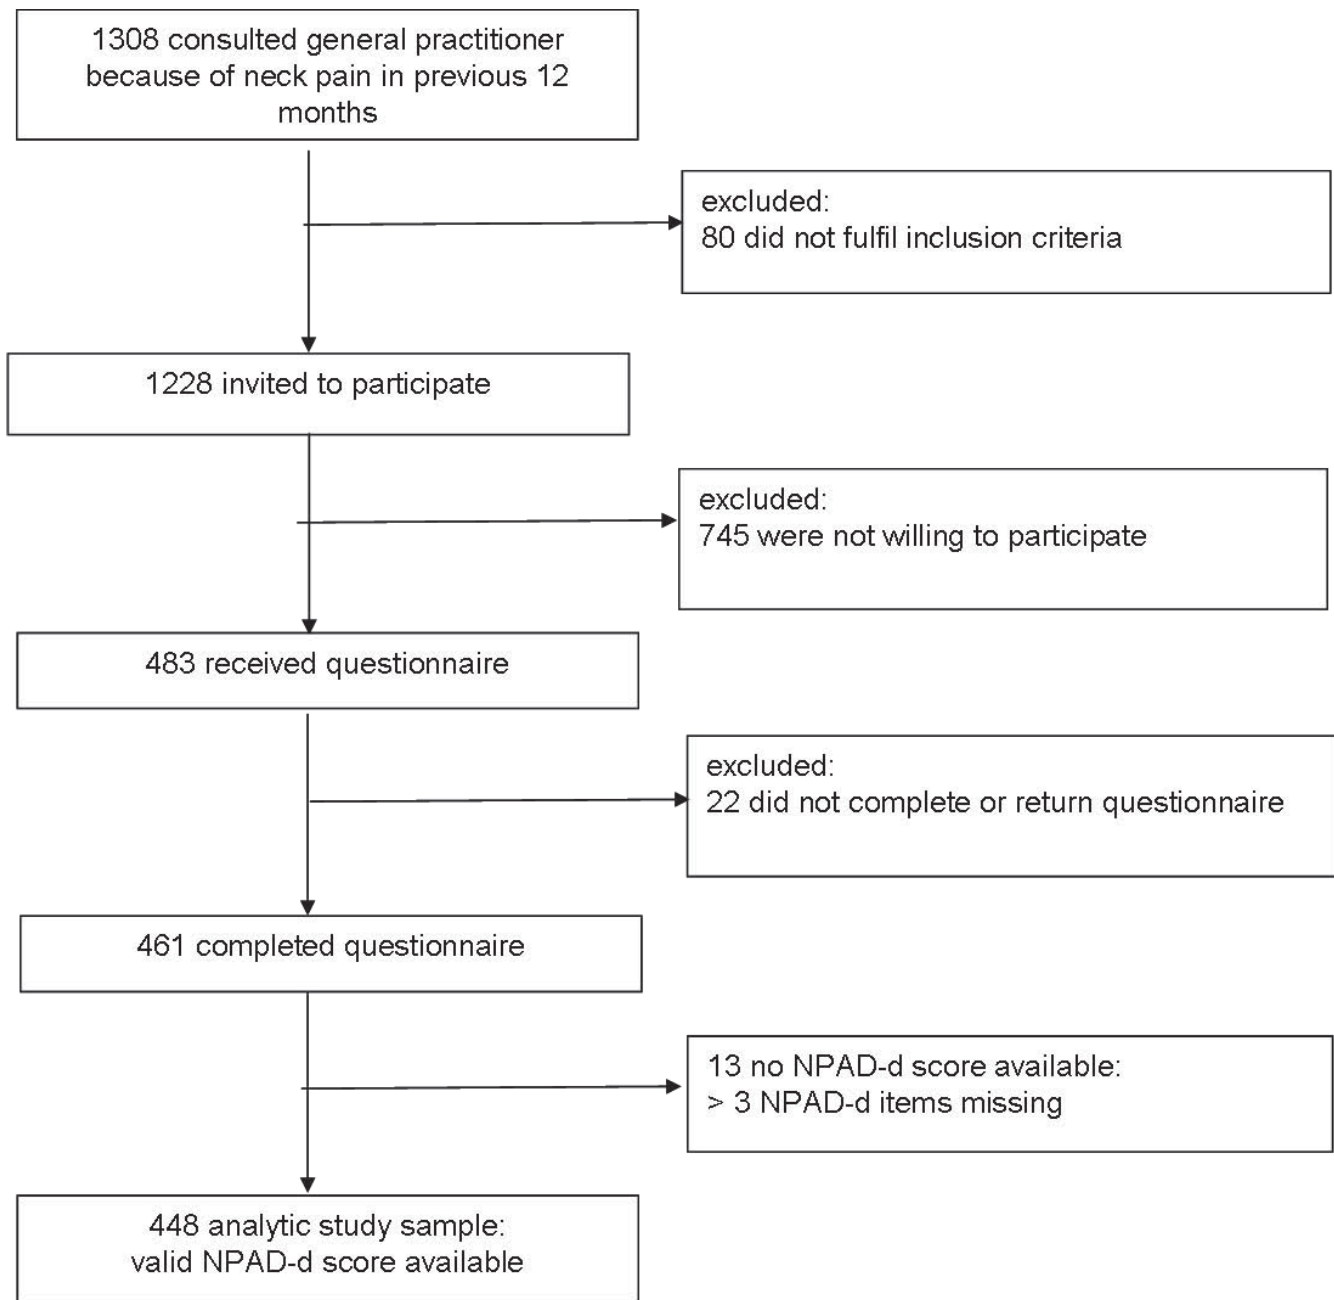 1308 consulted general practitioner
because of neck pain in previous 12
months
excluded:
80 did not fulfil inclusion criteria
1228 invited to participate
excluded:
745 were not willing to participate
483 received questionnaire
excluded:
22 did not complete or return questionnaire
461 completed questionnaire
13 no NPAD-d score available:
> 3 NPAD-d items missing
448 analytic study sample:
valid NPAD-d score available